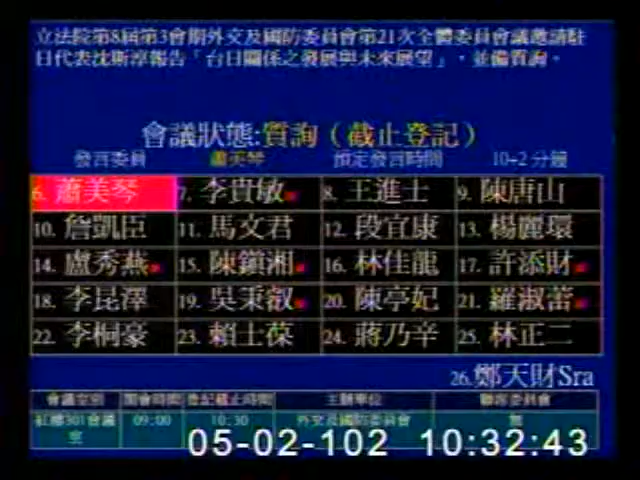 立法院第8屆第3會期外交及國防委員會第21次全體委員會議邀請駐
日代表沈斯淳報告「台日關係之發展與未來展望」，並備質詢。
會議狀態:質詢（截止登記）
發言委員 蕭美琴 預定發言時間 10+2 分鐘
6. 蕭美琴 7. 李貴敏 8. 王進士 9. 陳唐山
10. 詹凱臣 11. 馬文君 12. 段宜康 13. 楊麗環
14. 盧秀燕 15. 陳鎮湘 16. 林佳龍 17. 許添財
18. 李昆澤 19. 吳秉叡 20. 陳亭妃 21. 羅淑蕾
22. 李桐豪 23. 賴士葆 24. 蔣乃辛 25. 林正二
26.鄭天財Sra
會議室別 開會時間 登記截止時間 主辦單位 聯席委員會
紅樓301會議 09:00 10:30 外交及國防委員會 無
室
05-02-102 10:32:43